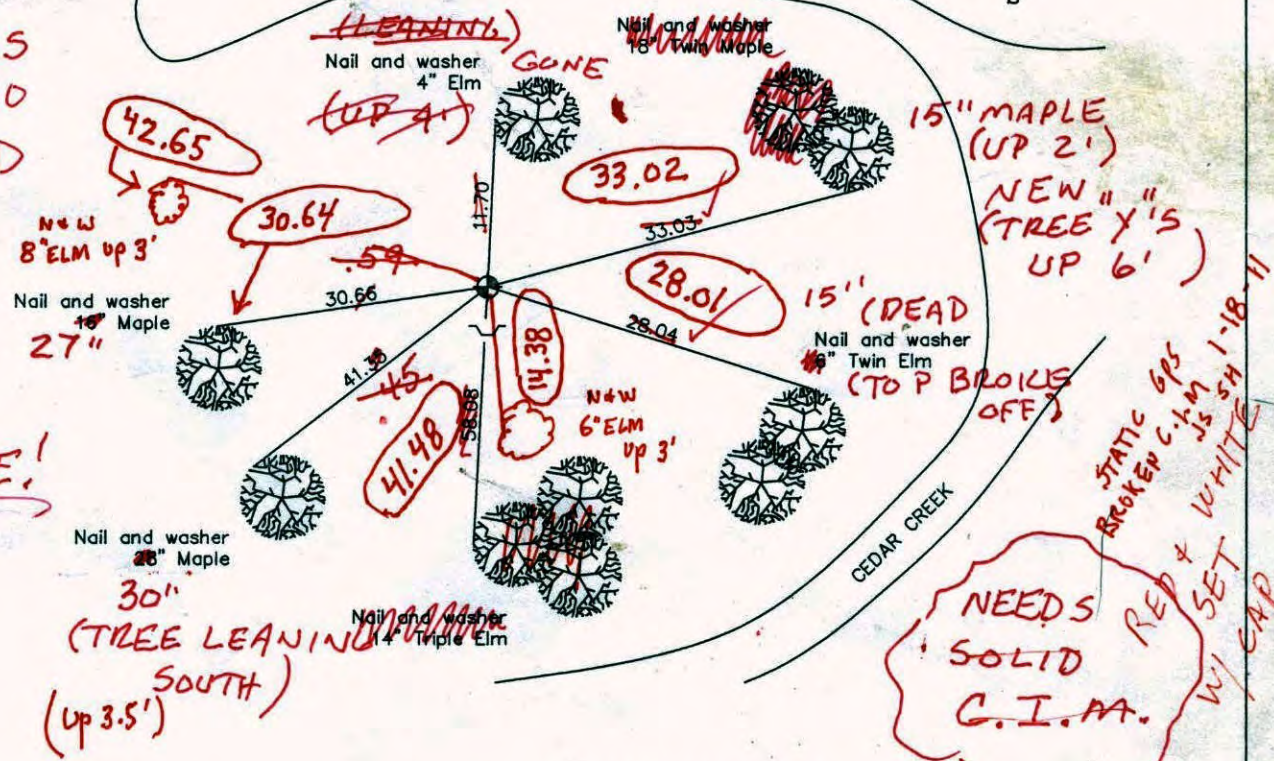 S
O
(LEANING)
Nail and washer
4" Elm
GONE
(UP 4')
Nail and washer
18" Twin Maple
15" MAPLE
(UP 2')
NEW
(TREE "Y"'S
UP 6')
42.65
33.02
11.70
33.03
N&W
8" ELM up 3'
30.64
.59
30.66
Nail and washer
16" Maple
27"
28.01
28.04
15" (DEAD
Nail and washer
6" Twin Elm
(TOP BROKE
OFF)
14.38
41.35
.45
41.48
58.08
N&W
6" ELM
up 3'
E!
Nail and washer
Maple
30"
(TREE LEANING
SOUTH)
(up 3.5')
Nail and washer
14" Triple Elm
CEDAR CREEK
STATIC GPS
BROKEN C.I.M
JS SH 1-18-11
RED & WHITE
SET
W/ CAP
NEEDS
SOLID
C.I.M.